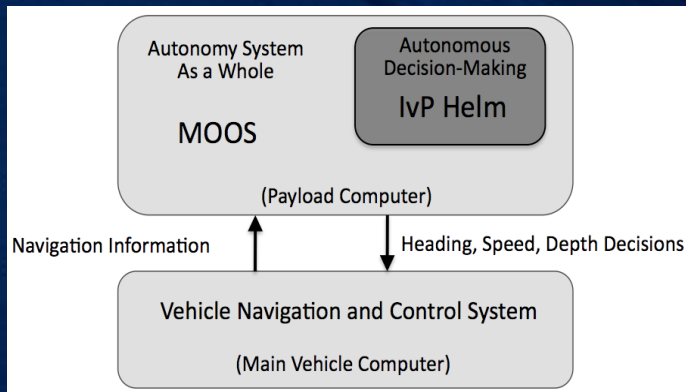 Autonomy System
As a Whole
MOOS
Autonomous
Decision-Making
IvP Helm
(Payload Computer)
Navigation Information
Heading, Speed, Depth Decisions
Vehicle Navigation and Control System
(Main Vehicle Computer)